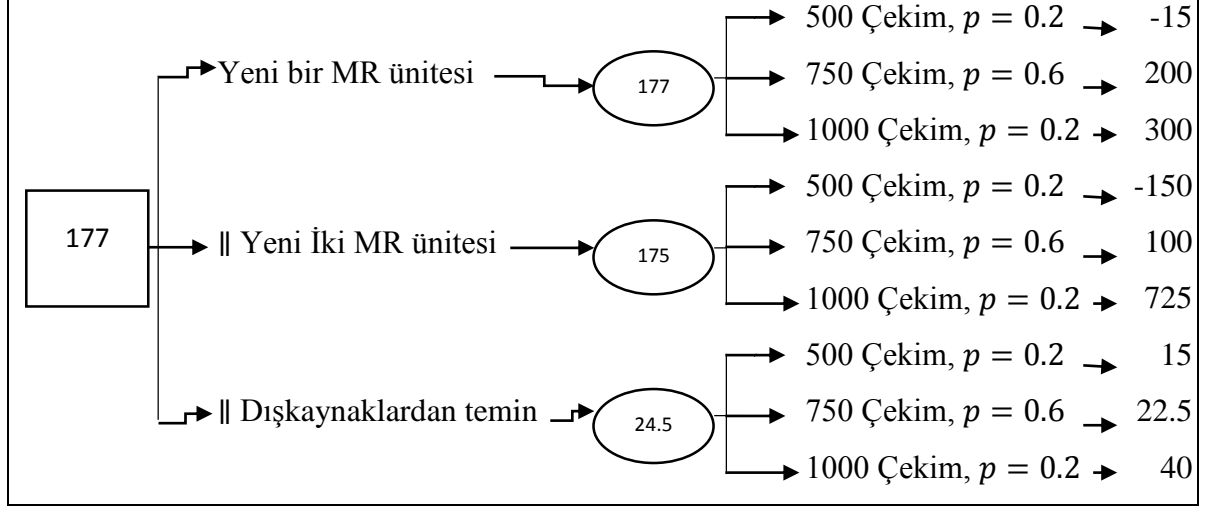 500 Çekim, p = 0.2 -15
Yeni bir MR ünitesi 177 750 Çekim, p = 0.6 200
1000 Çekim, p = 0.2 300
500 Çekim, p = 0.2 -150
177 || Yeni İki MR ünitesi 175 750 Çekim, p = 0.6 100
1000 Çekim, p = 0.2 725
500 Çekim, p = 0.2 15
|| Dışkaynaklardan temin 24.5 750 Çekim, p = 0.6 22.5
1000 Çekim, p = 0.2 40